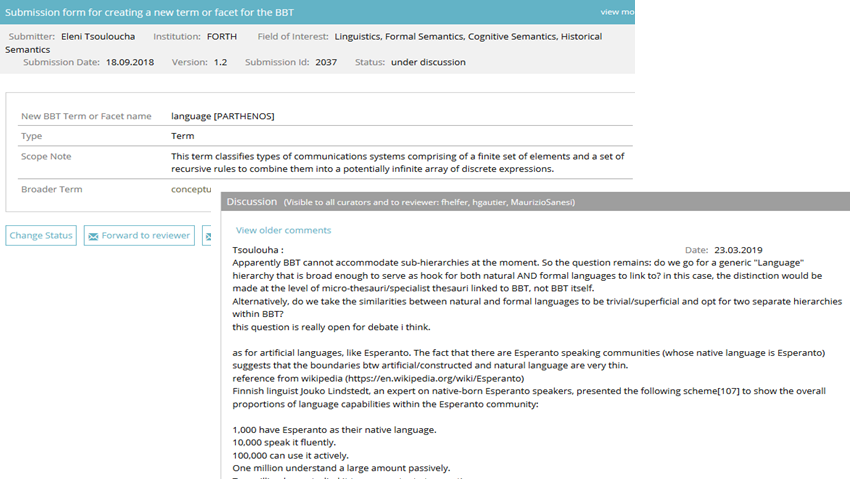 Submission form for creating a new term or facet for the BBT
view mo
Submitter: Eleni Tsouloucha Institution: FORTH Field of Interest: Linguistics, Formal Semantics, Cognitive Semantics, Historical
Semantics
Submission Date: 18.09.2018 Version: 1.2 Submission Id: 2037 Status: under discussion
New BBT Term or Facet name language [PARTHENOS]
Type Term
Scope Note This term classifies types of communications systems comprising of a finite set of elements and a set of
recursive rules to combine them into a potentially infinite array of discrete expressions.
Broader Term conceptu
Change Status Forward to reviewer
Discussion (Visible to all curators and to reviewer: fhelfer, hgautier, MaurizioSanesi)
View older comments
Tsoulouha : Date: 23.03.2019
Apparently BBT cannot accommodate sub-hierarchies at the moment. So the question remains: do we go for a generic "Language"
hierarchy that is broad enough to serve as hook for both natural AND formal languages to link to? in this case, the distinction would be
made at the level of micro-thesauri/specialist thesauri linked to BBT, not BBT itself.
Alternatively, do we take the similarities between natural and formal languages to be trivial/superficial and opt for two separate hierarchies
within BBT?
this question is really open for debate i think.
as for artificial languages, like Esperanto. The fact that there are Esperanto speaking communities (whose native language is Esperanto)
suggests that the boundaries btw artificial/constructed and natural language are very thin.
reference from wikipedia (https://en.wikipedia.org/wiki/Esperanto)
Finnish linguist Jouko Lindstedt, an expert on native-born Esperanto speakers, presented the following scheme[107] to show the overall
proportions of language capabilities within the Esperanto community:
1,000 have Esperanto as their native language.
10,000 speak it fluently.
100,000 can use it actively.
One million understand a large amount passively.